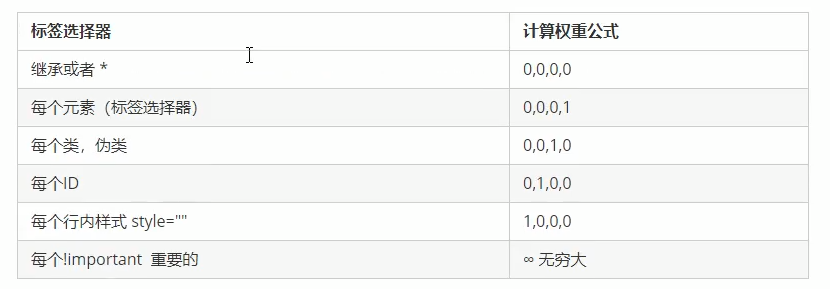 标签选择器 计算权重公式
继承或者 * 0,0,0,0
每个元素（标签选择器） 0,0,0,1
每个类，伪类 0,0,1,0
每个ID 0,1,0,0
每个行内样式 style="" 1,0,0,0
每个!important 重要的 ∞ 无穷大